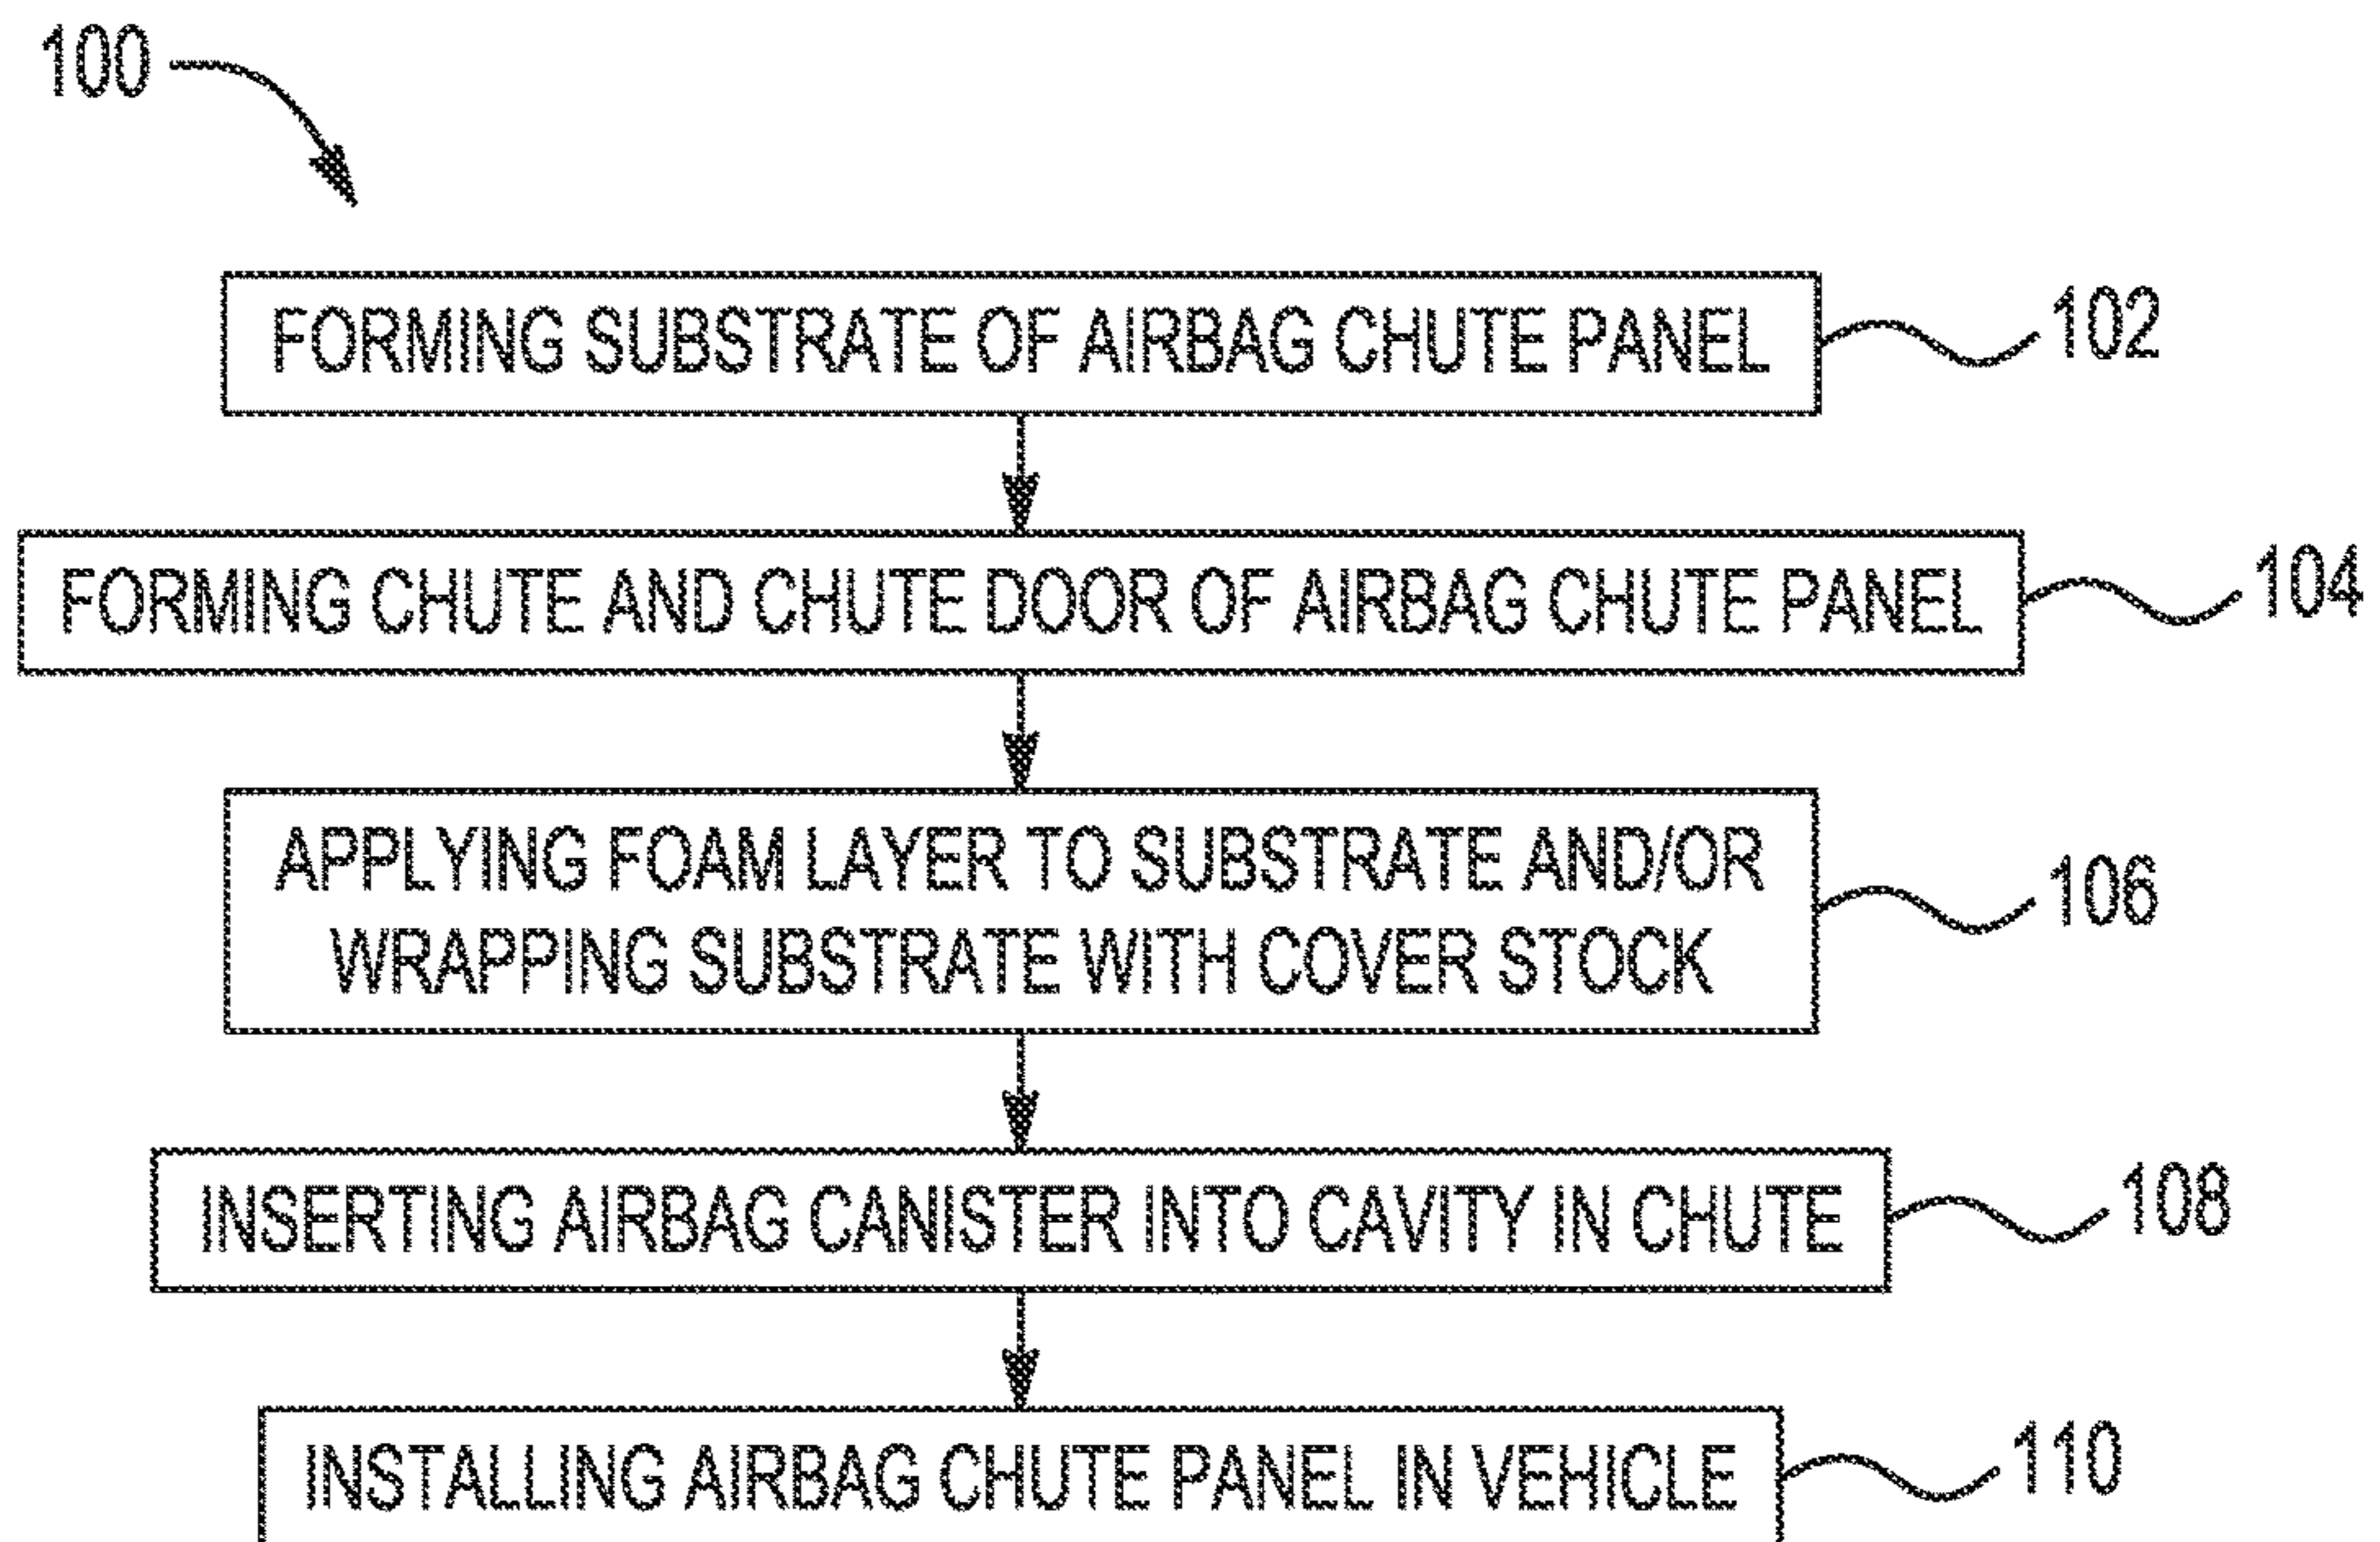 100
FORMING SUBSTRATE OF AIRBAG CHUTE PANEL 102
FORMING CHUTE AND CHUTE DOOR OF AIRBAG CHUTE PANEL 104
APPLYING FOAM LAYER TO SUBSTRATE AND/OR
WRAPPING SUBSTRATE WITH COVER STOCK
106
INSERTING AIRBAG CANISTER INTO CAVITY IN CHUTE 108
INSTALLING AIRBAG CHUTE PANEL IN VEHICLE 110